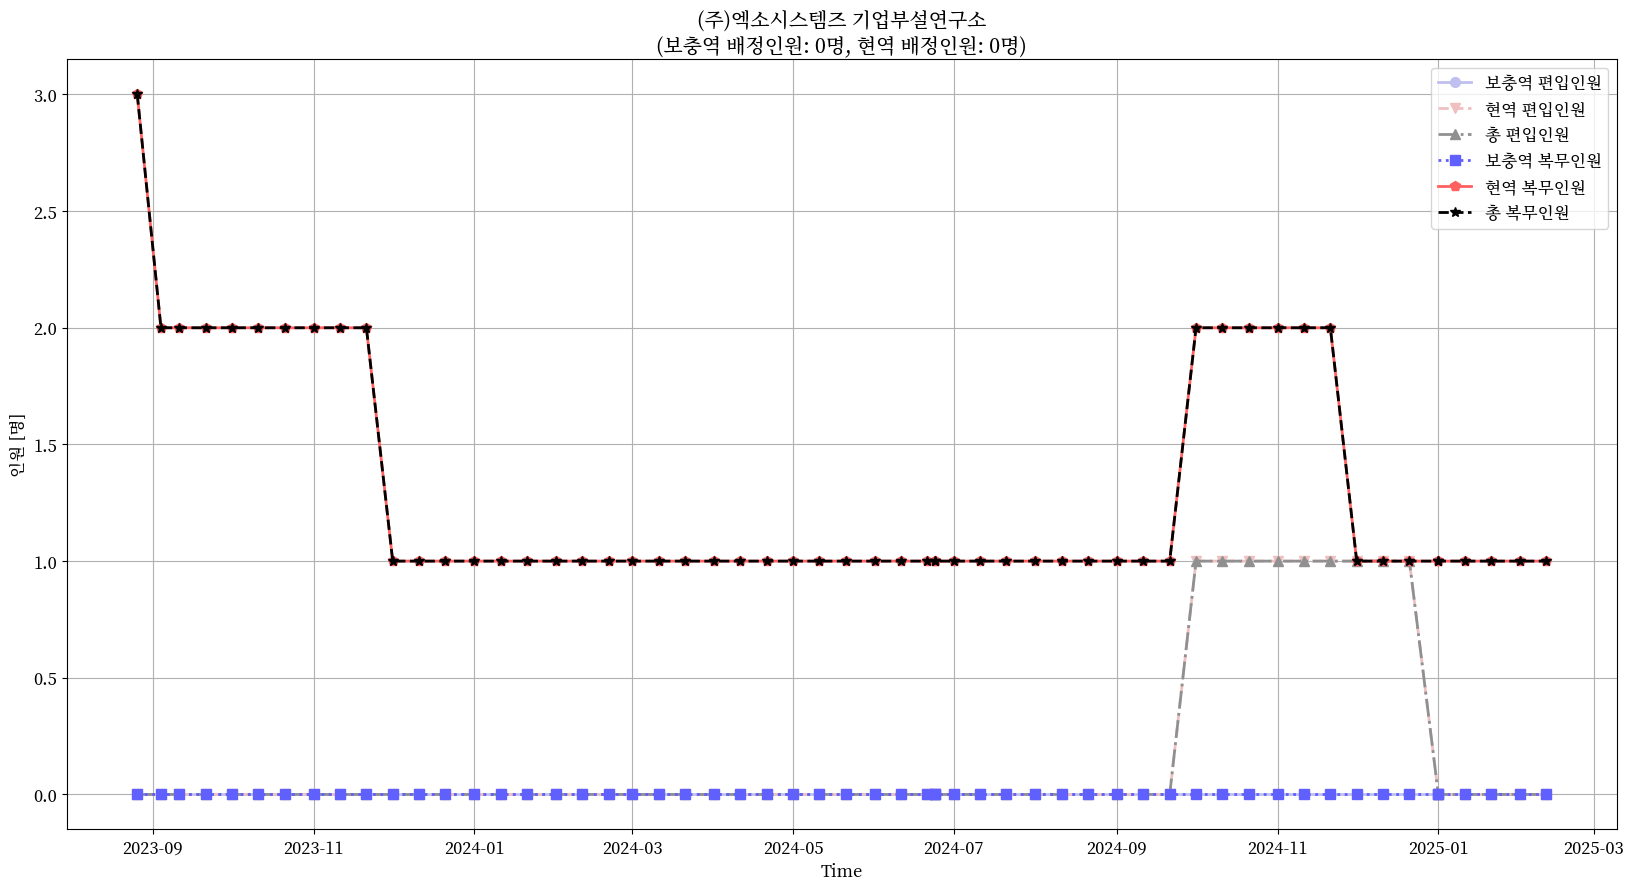 (주)엑소시스템즈 기업부설연구소
(보충역 배정인원: 0명, 현역 배정인원: 0명)
보충역 편입인원
현역 편입인원
총 편입인원
보충역 복무인원
현역 복무인원
총 복무인원
인원 [명]
3.0
2.5
2.0
1.5
1.0
0.5
0.0
2023-09
2023-11
2024-01
2024-03
2024-05
2024-07
2024-09
2024-11
2025-01
2025-03
Time